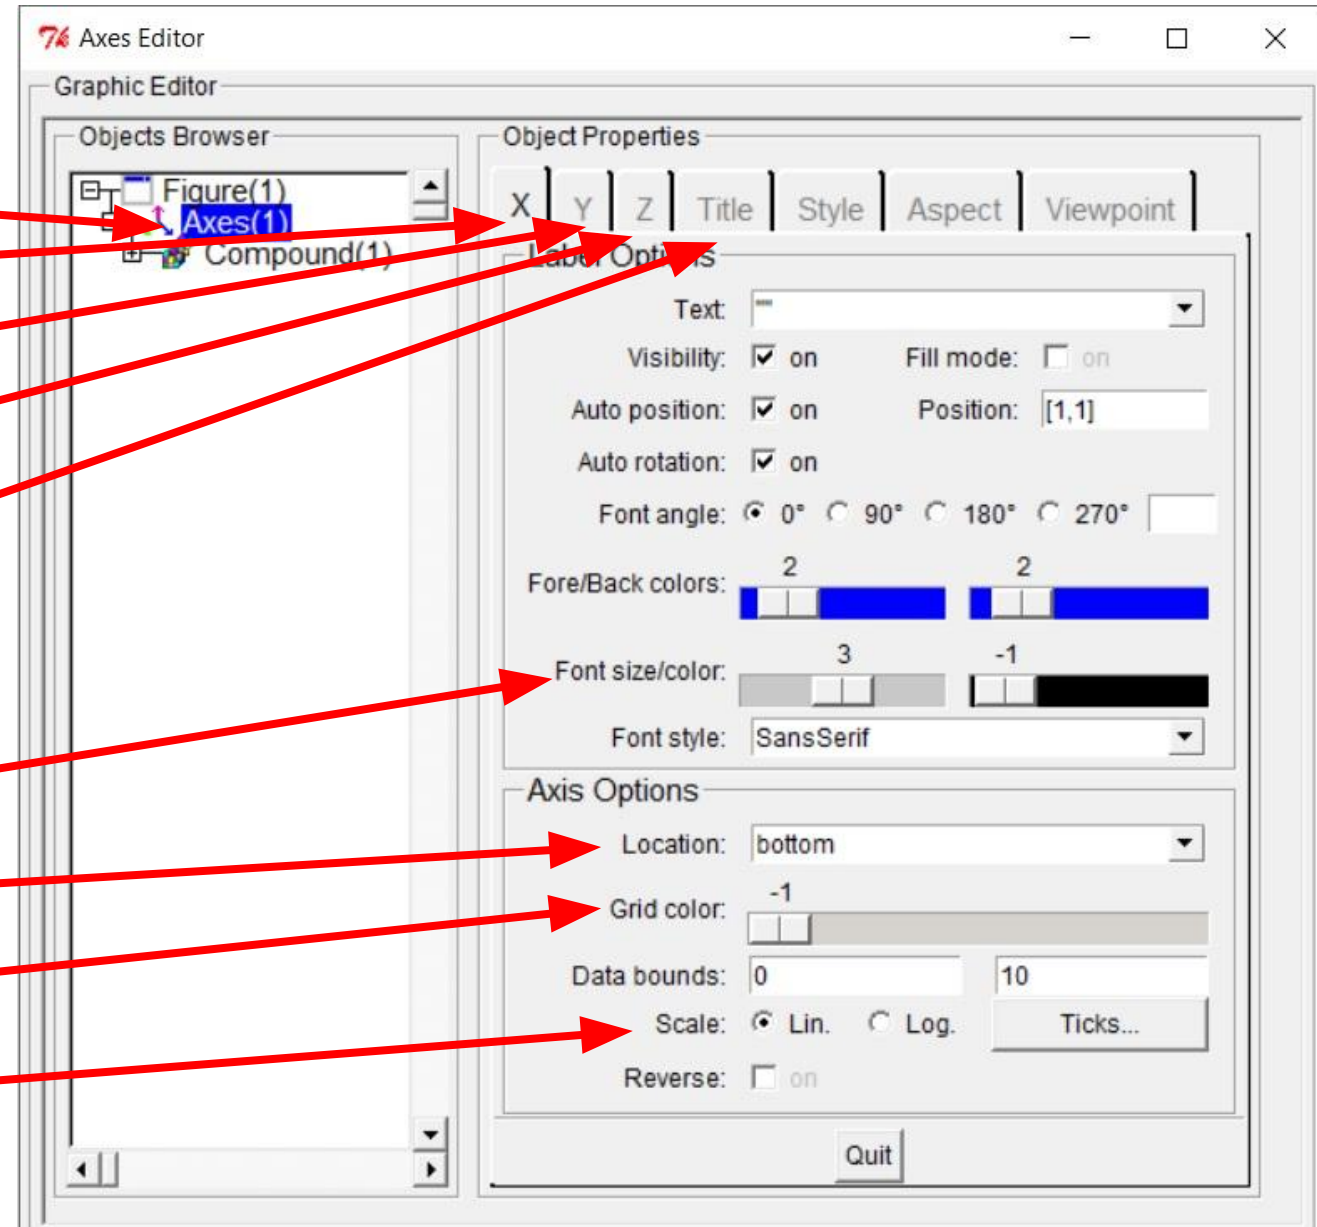 Axes Editor
Graphic Editor
Objects Browser
Object Properties
Figure(1)
Axes(1)
Compound(1)
X Y Z Title Style Aspect Viewpoint
Label Options
Text: ""
Visibility: on Fill mode: on
Auto position: on Position: [1,1]
Auto rotation: on
Font angle: 0° 90° 180° 270°
2 2
Fore/Back colors:
3 -1
Font size/color:
Font style: SansSerif
Axis Options
Location: bottom
-1
Grid color:
Data bounds: 0 10
Scale: Lin. Log. Ticks...
Reverse: on
Quit